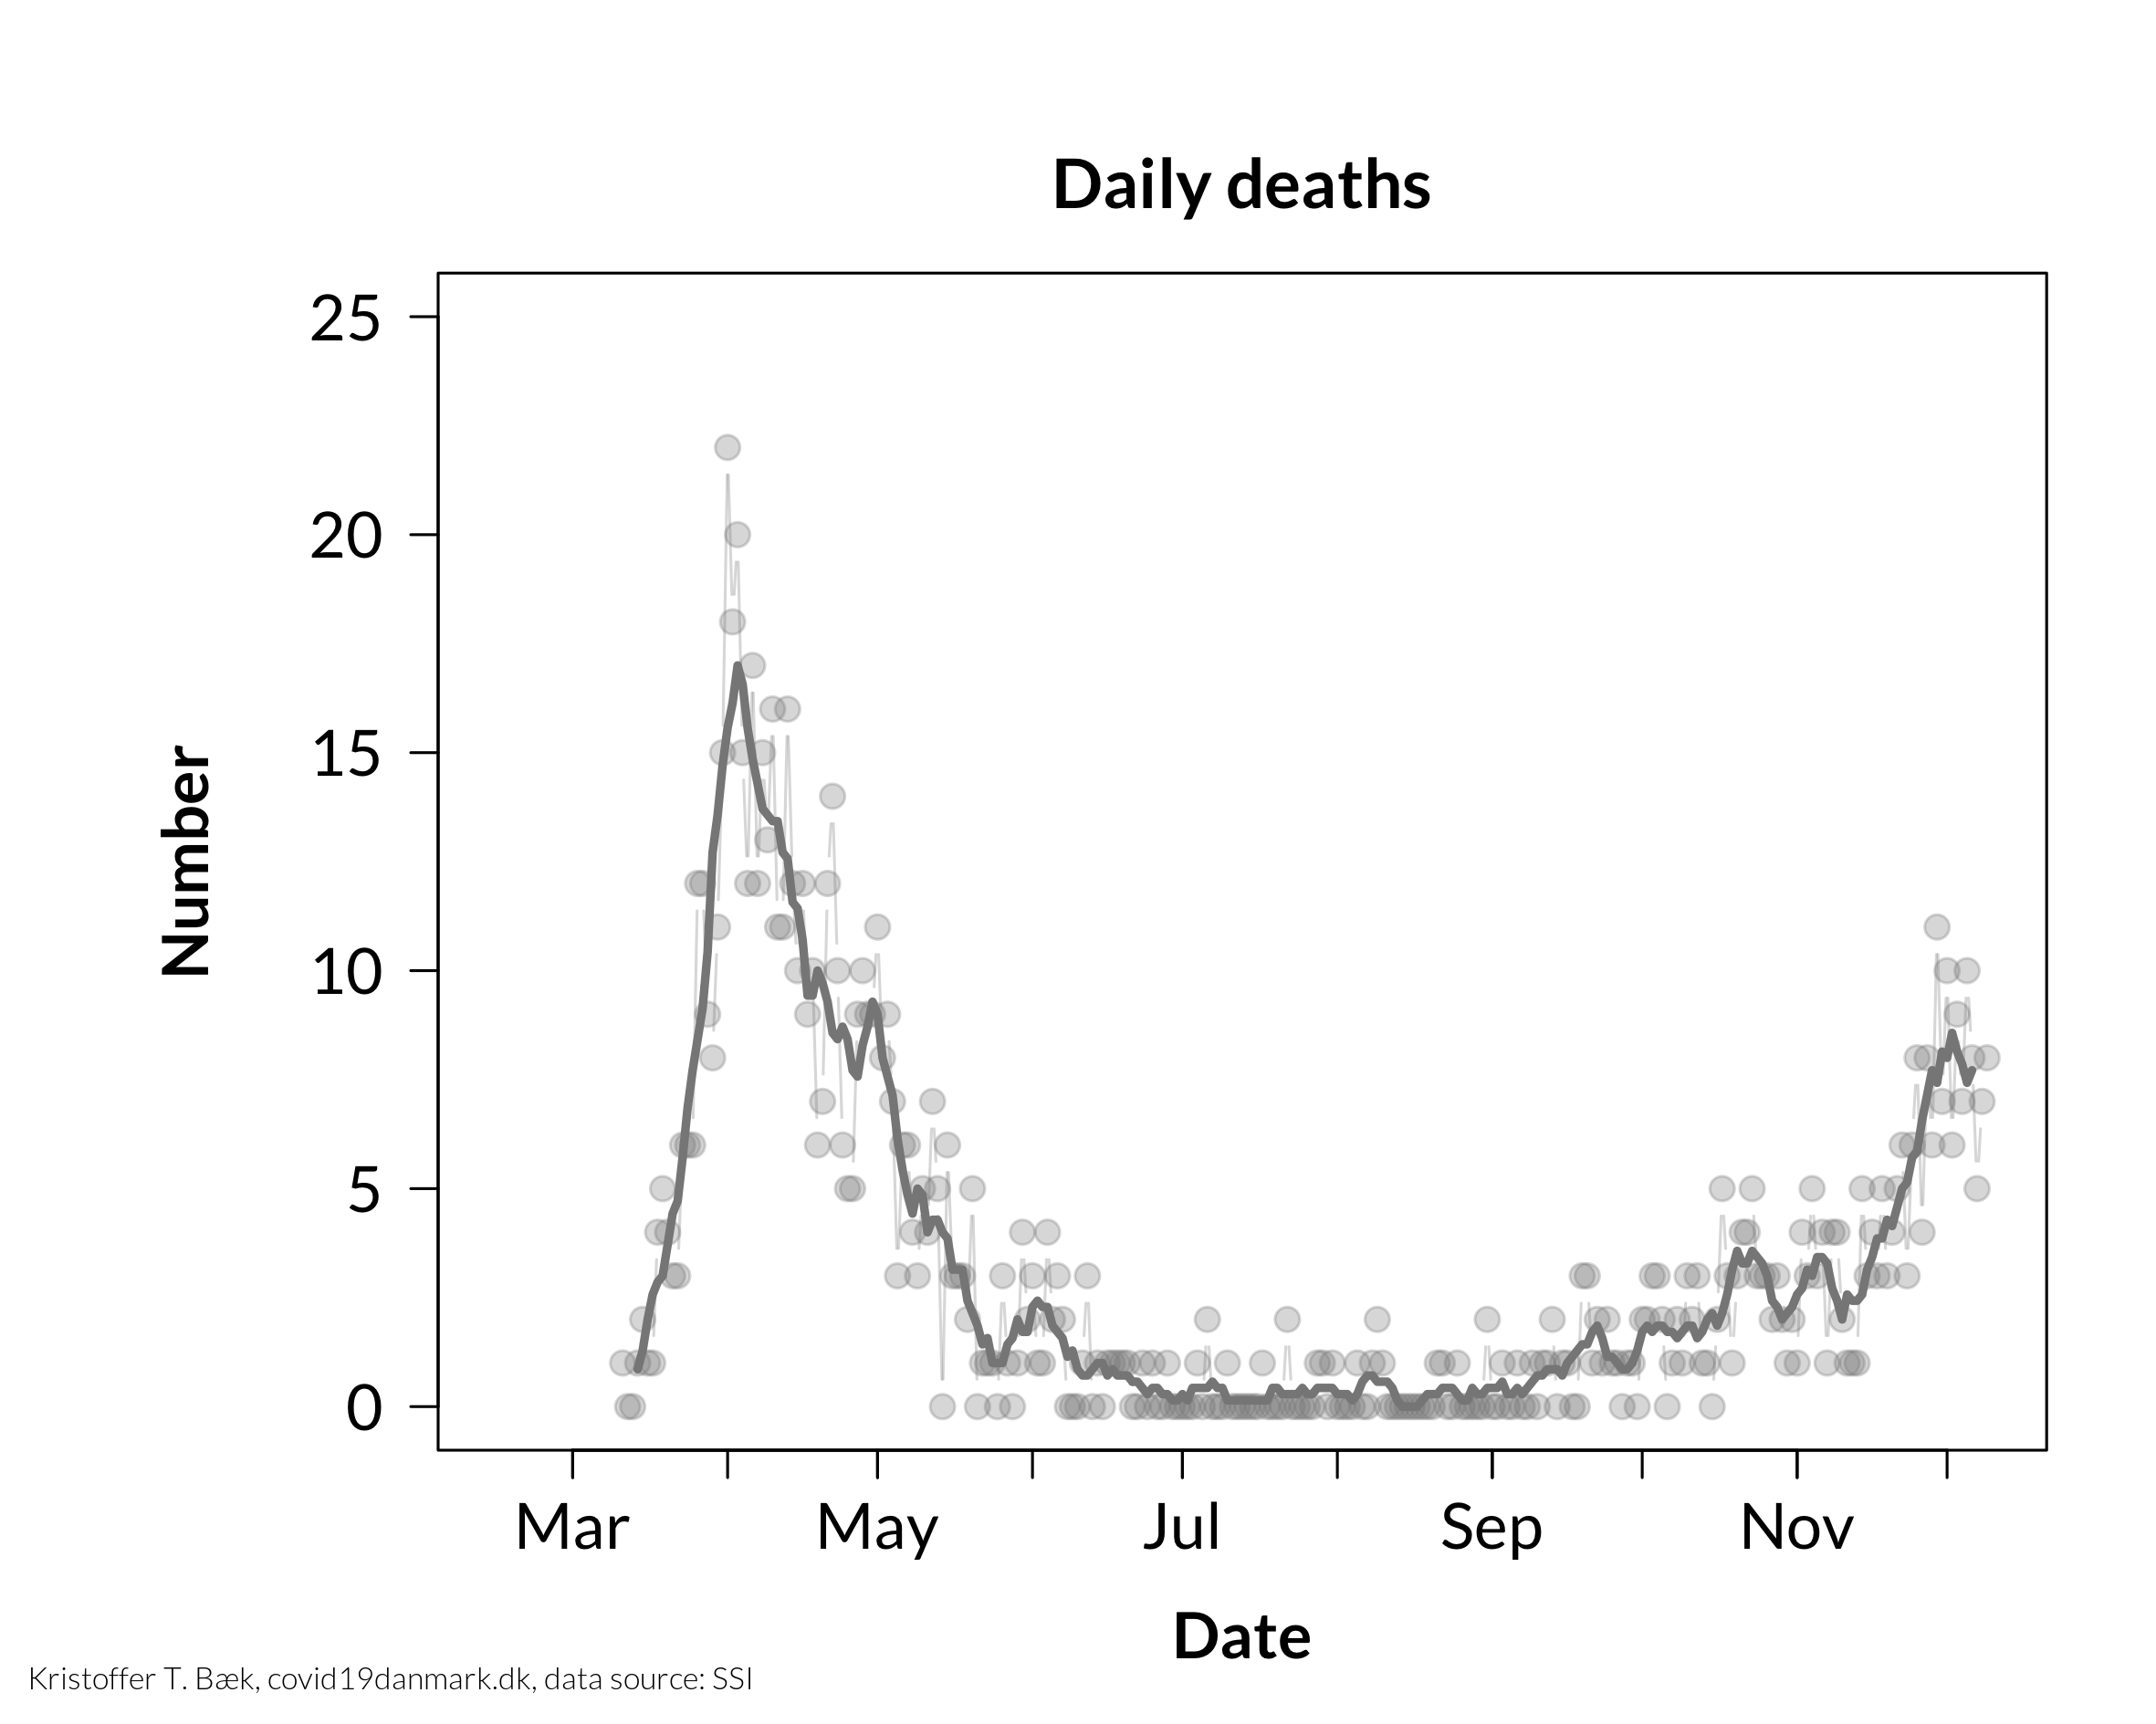 Daily deaths
25
20
15
10
5
0
Number
Mar May Jul Sep Nov
Date
Kristoffer T. Bæk, covid19danmark.dk, data source: SSI